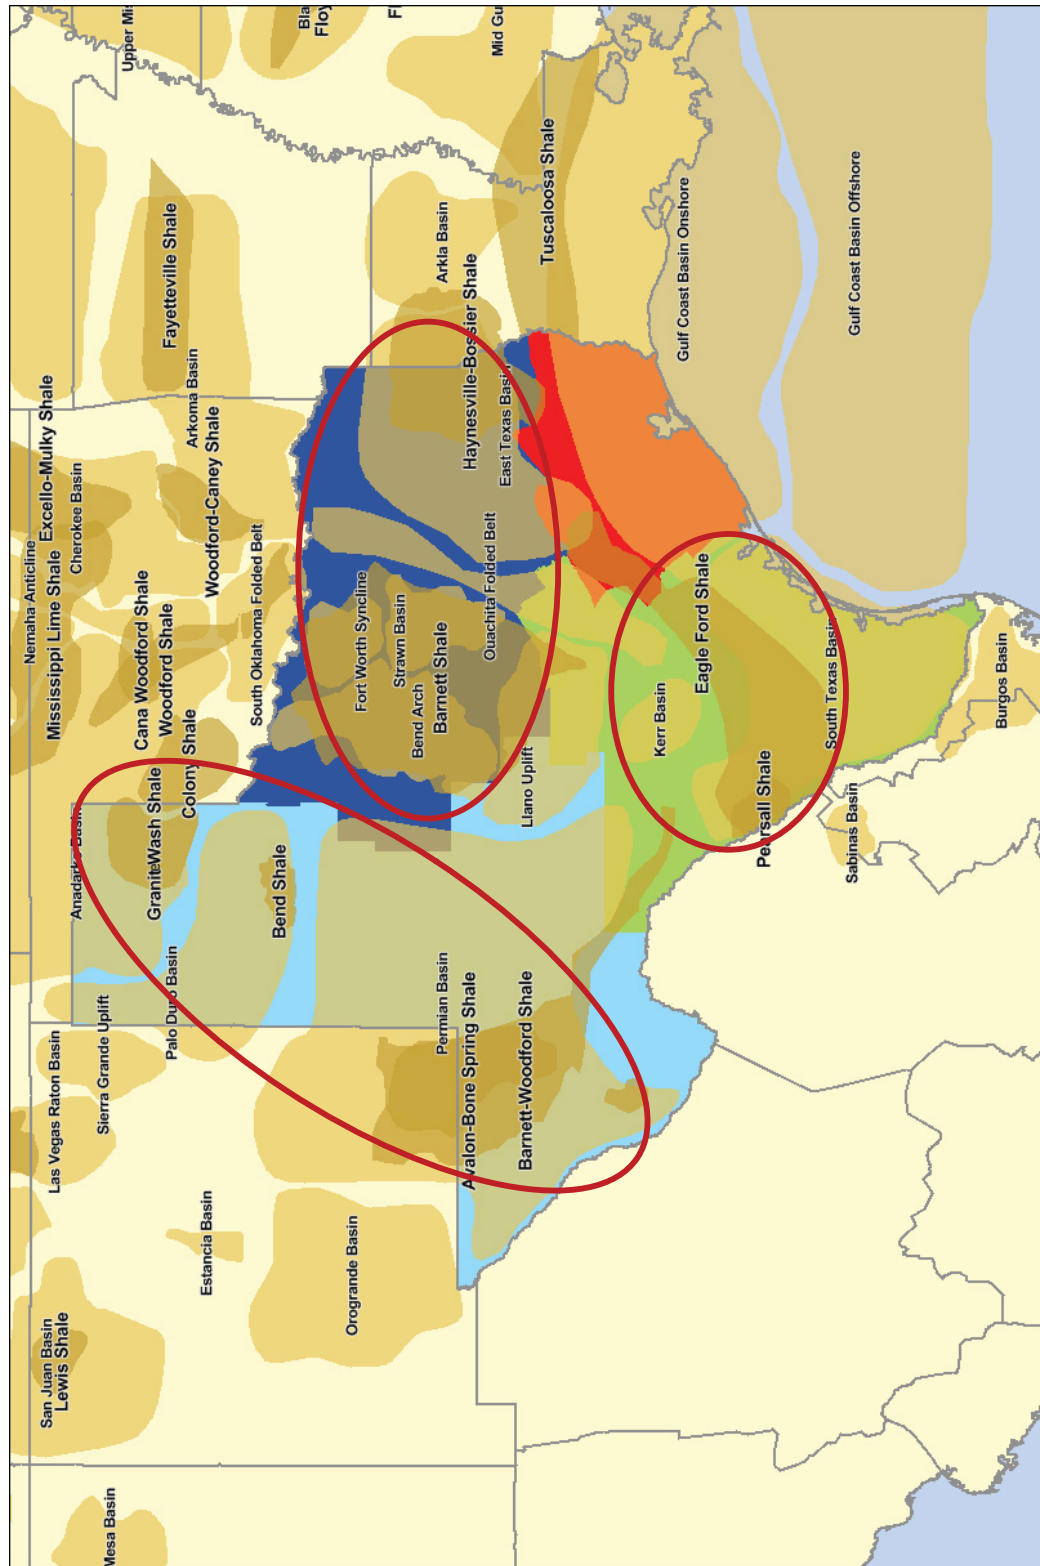 Nemaha-Anticline
San Juan Basin
Lewis Shale
Las Vegas Raton Basin
Mississippi Lime Shale
Excello-Mulky Shale
Anadarko Basin
Cherokee Basin
Sierra Grande Uplift
Mesa Basin
Upper Mis
Cana Woodford Shale
GraniteWash Shale
Woodford Shale
Palo Duro Basin
Fayetteville Shale
Colony Shale
Arkoma Basin
Estancia Basin
Woodford-Caney Shale
South Oklahoma Folded Belt
Bend Shale
Bla
Floy
Orogrande Basin
Fort Worth Syncline
Strawn Basin
Fl
Bend Arch
Barnett Shale
Permian Basin
Arkla Basin
Avalon-Bone Spring Shale
Haynesville-Bossier Shale
Ouachita Folded Belt
East Texas Basin
Mid Gu
Barnett-Woodford Shale
Llano Uplift
Tuscaloosa Shale
Kerr Basin
Gulf Coast Basin Onshore
Eagle Ford Shale
Pearsall Shale
South Texas Basin
Sabinas Basin
Gulf Coast Basin Offshore
Burgos Basin